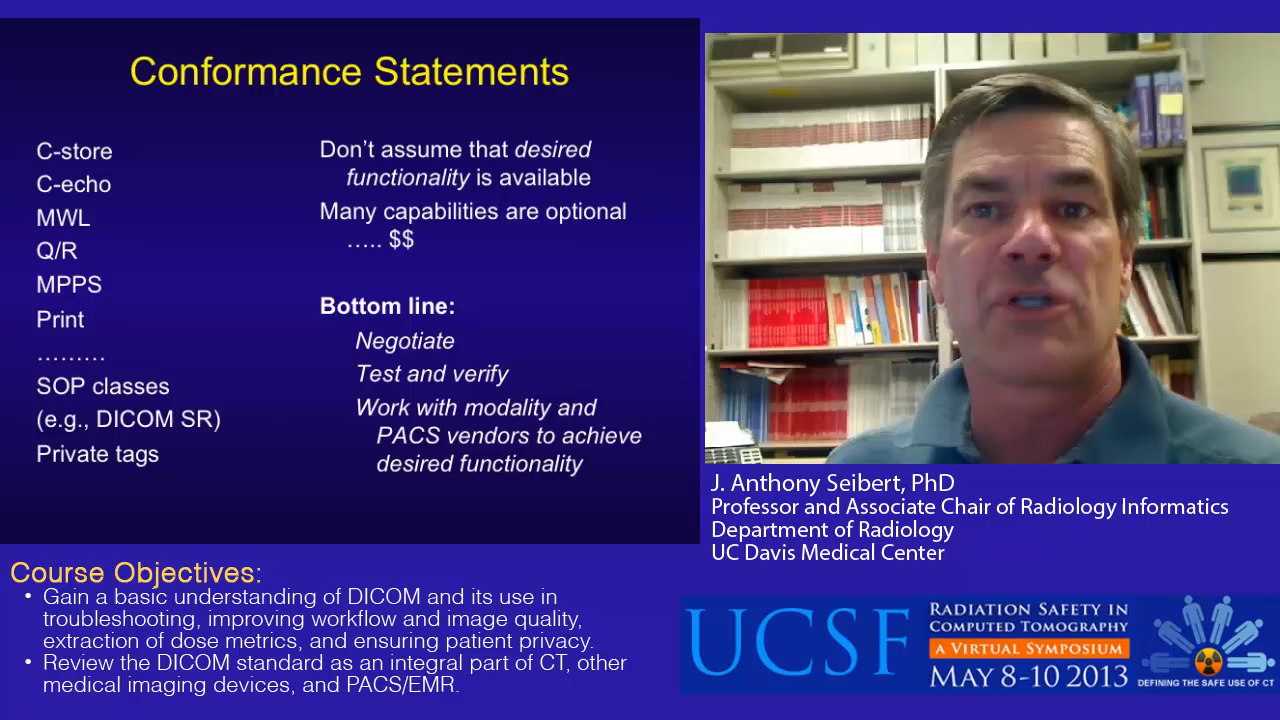 Conformance Statements
C-store
C-echo
MWL
Q/R
MPPS
Print
………
SOP classes
(e.g., DICOM SR)
Private tags
Don't assume that desired
functionality is available
Many capabilities are optional
….. $$
Bottom line:
Negotiate
Test and verify
Work with modality and
PACS vendors to achieve
desired functionality
J. Anthony Seibert, PhD
Professor and Associate Chair of Radiology Informatics
Department of Radiology
UC Davis Medical Center
Course Objectives:
• Gain a basic understanding of DICOM and its use in
troubleshooting, improving workflow and image quality,
extraction of dose metrics, and ensuring patient privacy.
• Review the DICOM standard as an integral part of CT, other
medical imaging devices, and PACS/EMR.
UCSF
RADIATION SAFETY IN
COMPUTED TOMOGRAPHY
A VIRTUAL SYMPOSIUM
MAY 8-10 2013
DEFINING THE SAFE USE OF CT